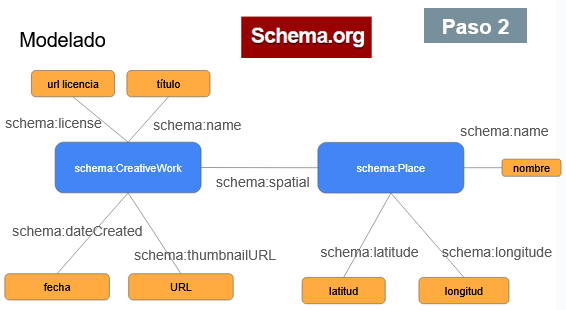 Modelado
Schema.org
Paso 2
url licencia
título
schema:license
schema:name
schema:name
schema:CreativeWork
schema:spatial
schema:Place
nombre
schema:dateCreated
schema:thumbnailURL
schema:latitude
schema:longitude
fecha
URL
latitud
longitud